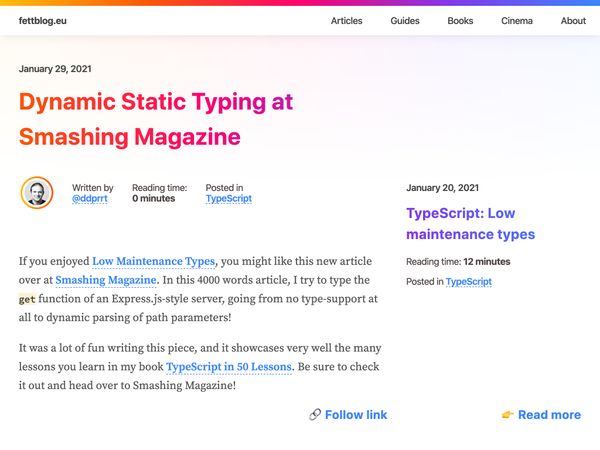 fettblog.eu
Articles
Guides
Books
Cinema
About
January 29, 2021
Dynamic Static Typing at
Smashing Magazine
Written by
@ddprrt
Reading time:
0 minutes
Posted in
TypeScript
If you enjoyed Low Maintenance Types, you might like this new article
over at Smashing Magazine. In this 4000 words article, I try to type the
get function of an Express.js-style server, going from no type-support at
all to dynamic parsing of path parameters!
It was a lot of fun writing this piece, and it showcases very well the many
lessons you learn in my book TypeScript in 50 Lessons. Be sure to check
it out and head over to Smashing Magazine!
Follow link
January 20, 2021
TypeScript: Low
maintenance types
Reading time: 12 minutes
Posted in TypeScript
Read more